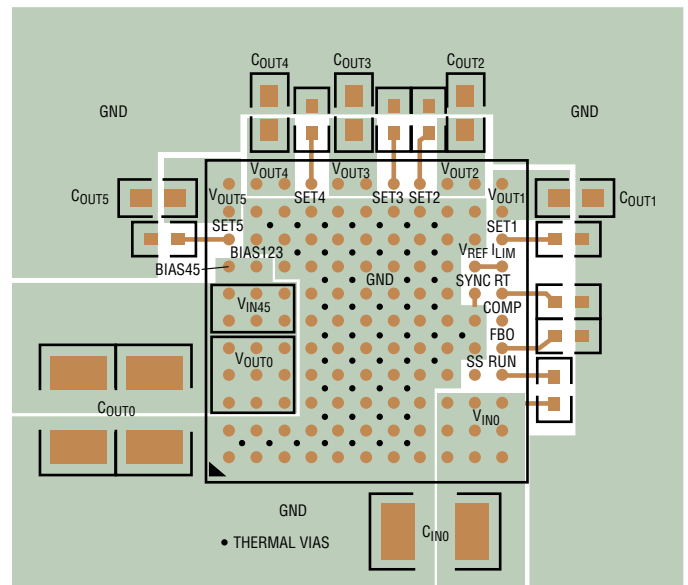 COUT4 COUT3 COUT2
GND GND
VOUT4 VOUT3 VOUT2
COUT5 VOUT5 SET4 SET3 SET2 VOUT1 COUT1
SET5 SET1
BIAS123 VREF ILIM
BIAS45 GND SYNC RT
VIN45 COMP
VOUT0 FBO
SS RUN
COUT0 VIN0
GND
CIN0
• THERMAL VIAS